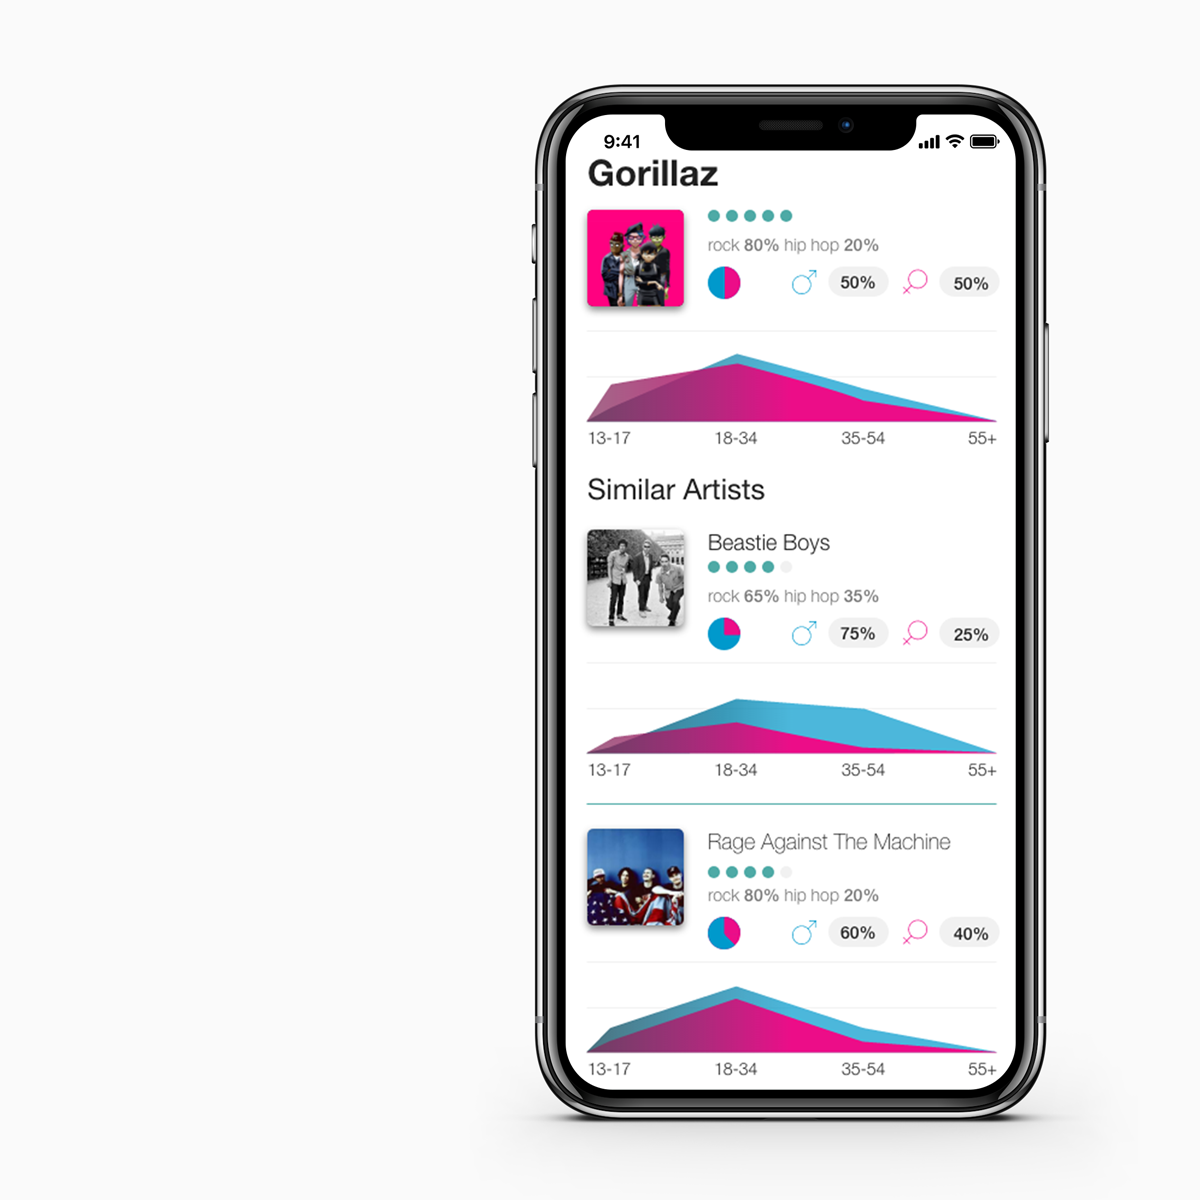 9:41
Gorillaz
rock 80% hip hop 20%
50% 50%
13-17 18-34 35-54 55+
Similar Artists
Beastie Boys
rock 65% hip hop 35%
75% 25%
13-17 18-34 35-54 55+
Rage Against The Machine
rock 80% hip hop 20%
60% 40%
13-17 18-34 35-54 55+